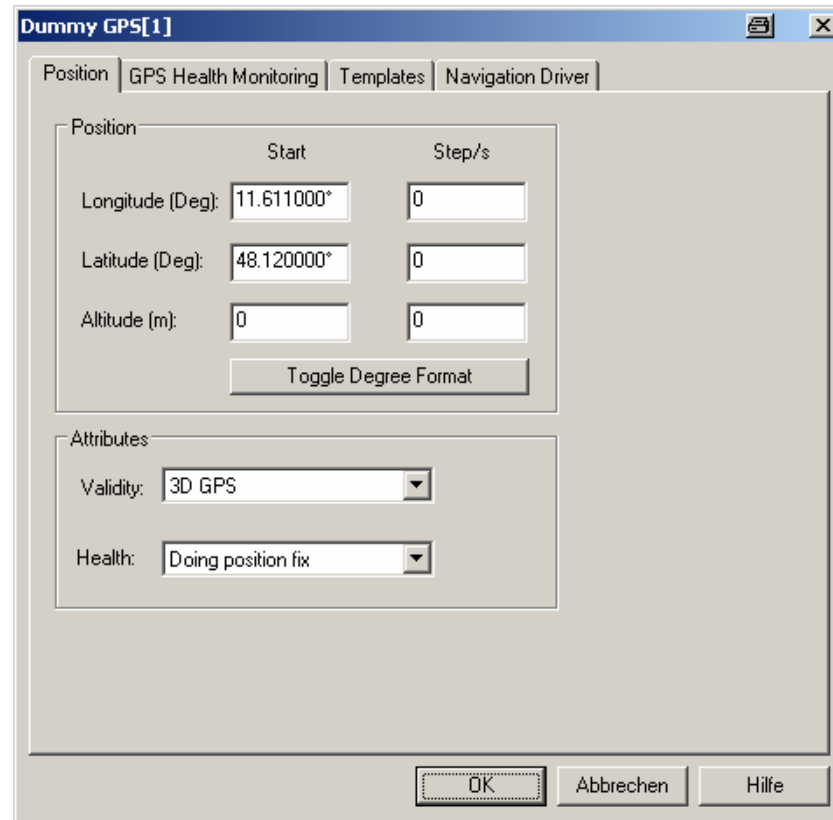 Dummy GPS[1]
Position GPS Health Monitoring Templates Navigation Driver
Position
Start Step/s
Longitude (Deg): 11.611000° 0
Latitude (Deg): 48.120000° 0
Altitude (m): 0 0
Toggle Degree Format
Attributes
Validity: 3D GPS
Health: Doing position fix
OK Abbrechen Hilfe